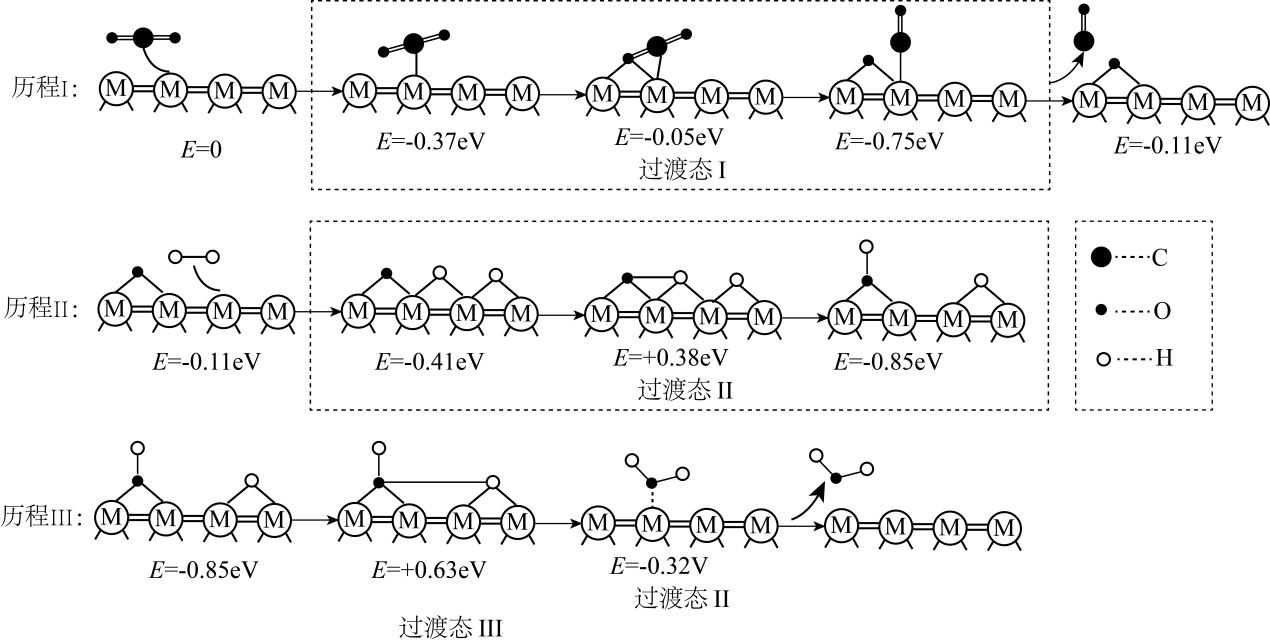 历程I: M M M M M M M M M M M M M M M M M M M M
E=0 E=-0.37eV E=-0.05eV E=-0.75eV E=-0.11eV
过渡态 I
历程II: M M M M M M M M M M M M M M M M
E=-0.11eV E=-0.41eV E=+0.38eV E=-0.85eV
过渡态 II
C
O
H
历程III: M M M M M M M M M M M M M M M M
E=-0.85eV E=+0.63eV E=-0.32V
过渡态 II
过渡态 III